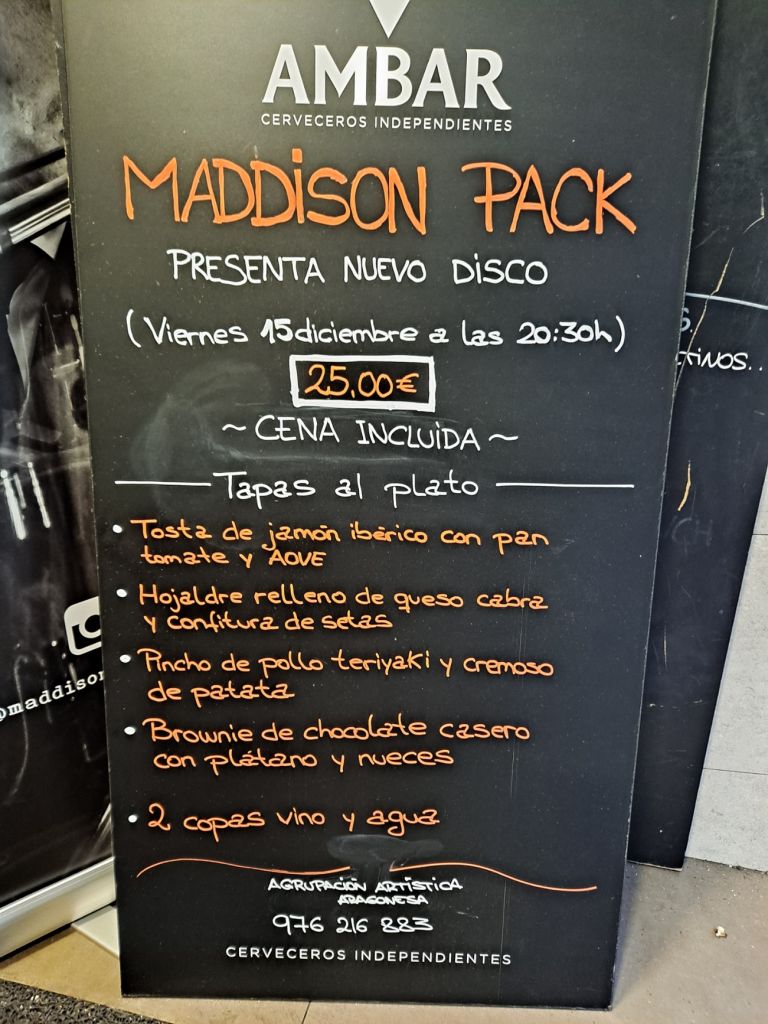 AMBAR
CERVECEROS INDEPENDIENTES
MADDISON PACK
PRESENTA NUEVO DISCO
(Viernes 15 diciembre a las 20:30h)
25,00€
~ CENA INCLUIDA ~
Tapas al plato
• Tosta de jamón ibérico con pan
tomate y AOVE
• Hojaldre relleno de queso cabra
y confitura de setas
• Pincho de pollo teriyaki y cremoso
de patata
• Brownie de chocolate casero
con plátano y nueces
• 2 copas vino y agua
AGRUPACIÓN ARTÍSTICA
ARAGONESA
976 216 883
CERVECEROS INDEPENDIENTES
@maddison